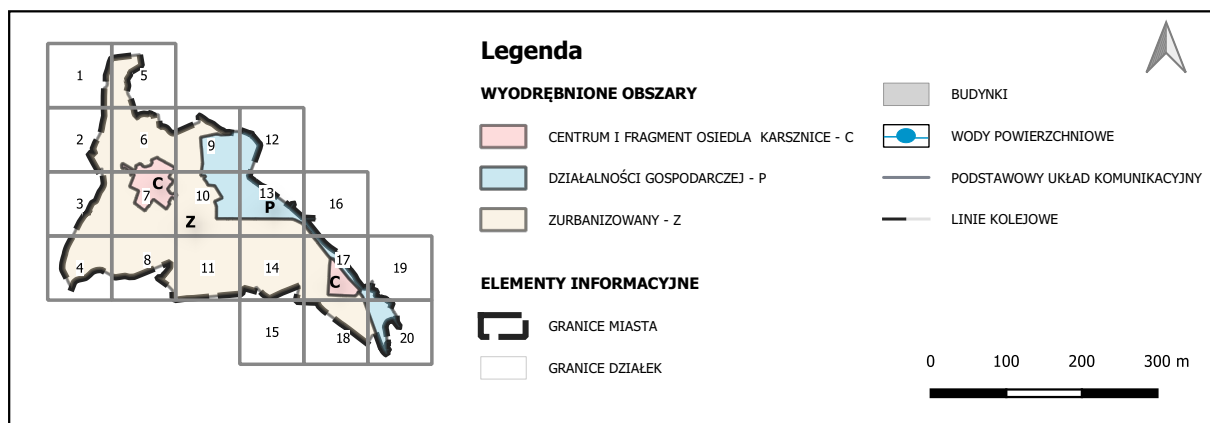 1
5
2
6
9
12
C
3
7
10
13
P
16
Z
4
8
11
14
17
19
C
15
18
20
Legenda
WYODRĘBNIONE OBSZARY
CENTRUM I FRAGMENT OSIEDLA KARSZNICE - C
DZIAŁALNOŚCI GOSPODARCZEJ - P
ZURBANIZOWANY - Z
ELEMENTY INFORMACYJNE
GRANICE MIASTA
GRANICE DZIAŁEK
BUDYNKI
WODY POWIERZCHNIOWE
PODSTAWOWY UKŁAD KOMUNIKACYJNY
LINIE KOLEJOWE
0 100 200 300 m